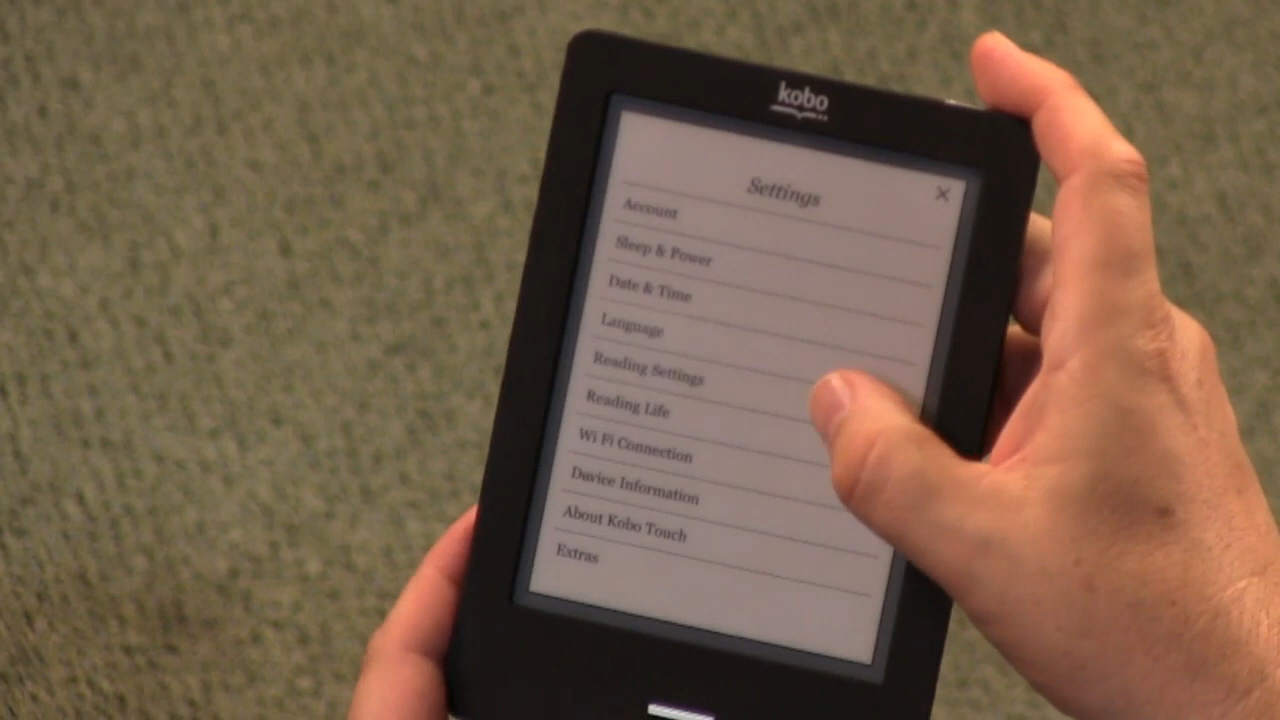 kobo
Settings
Account
Sleep & Power
Date & Time
Language
Reading Settings
Reading Life
Wi Fi Connection
Device Information
About Kobo Touch
Extras